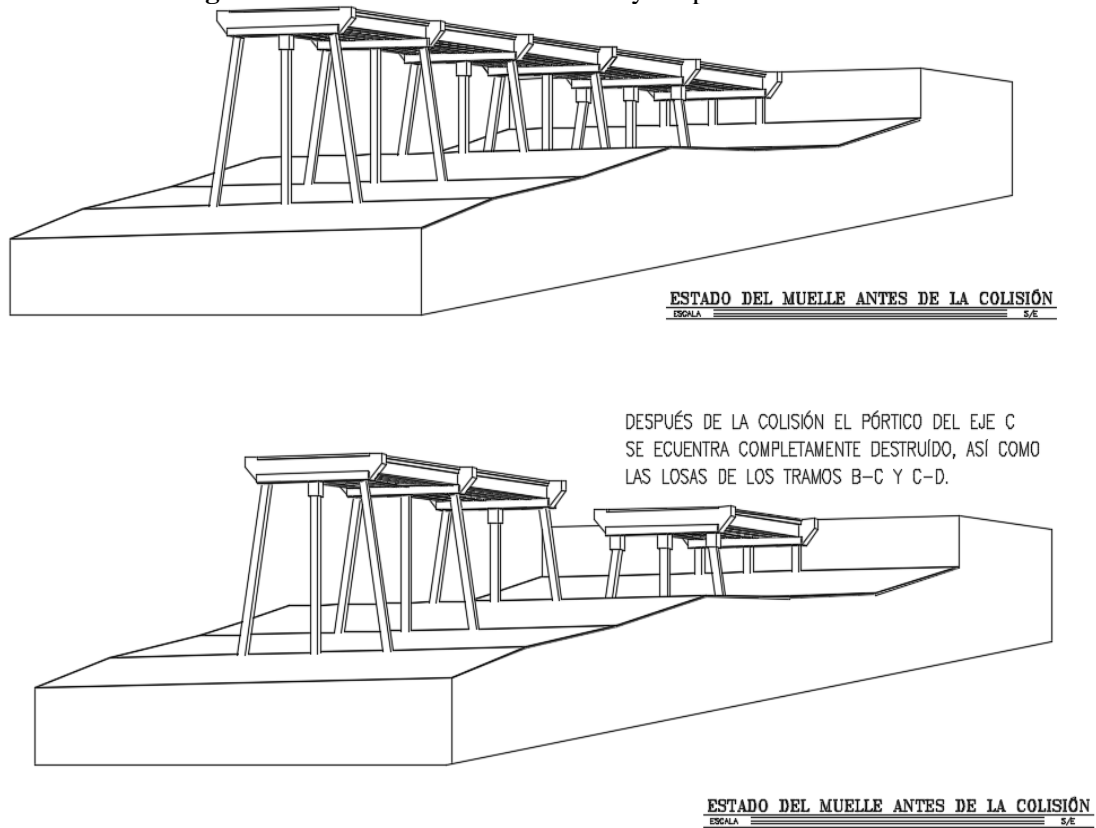 ESTADO DEL MUELLE ANTES DE LA COLISIÓN
ESCALA S/E
DESPUÉS DE LA COLISIÓN EL PÓRTICO DEL EJE C
SE ECUENTRA COMPLETAMENTE DESTRUÍDO, ASÍ COMO
LAS LOSAS DE LOS TRAMOS B-C Y C-D.
ESTADO DEL MUELLE ANTES DE LA COLISIÓN
ESCALA S/E